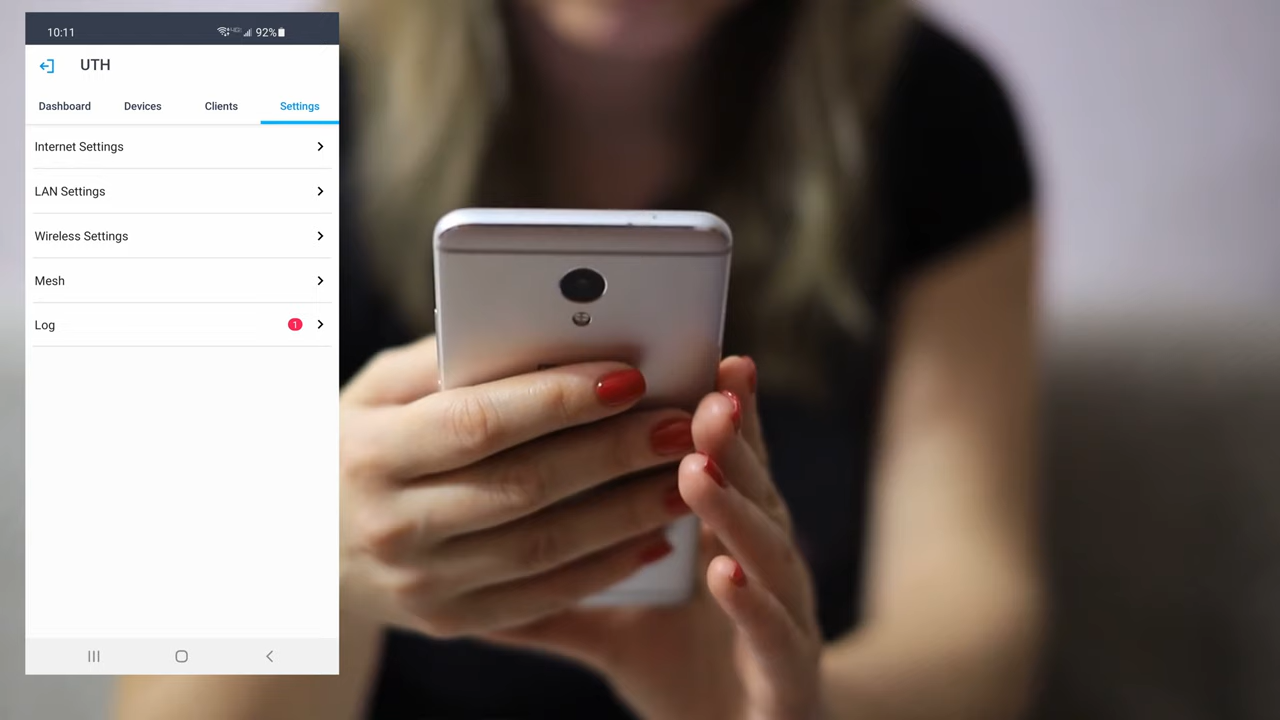 10:11 92%
UTH
Dashboard Devices Clients Settings
Internet Settings
LAN Settings
Wireless Settings
Mesh
Log 1